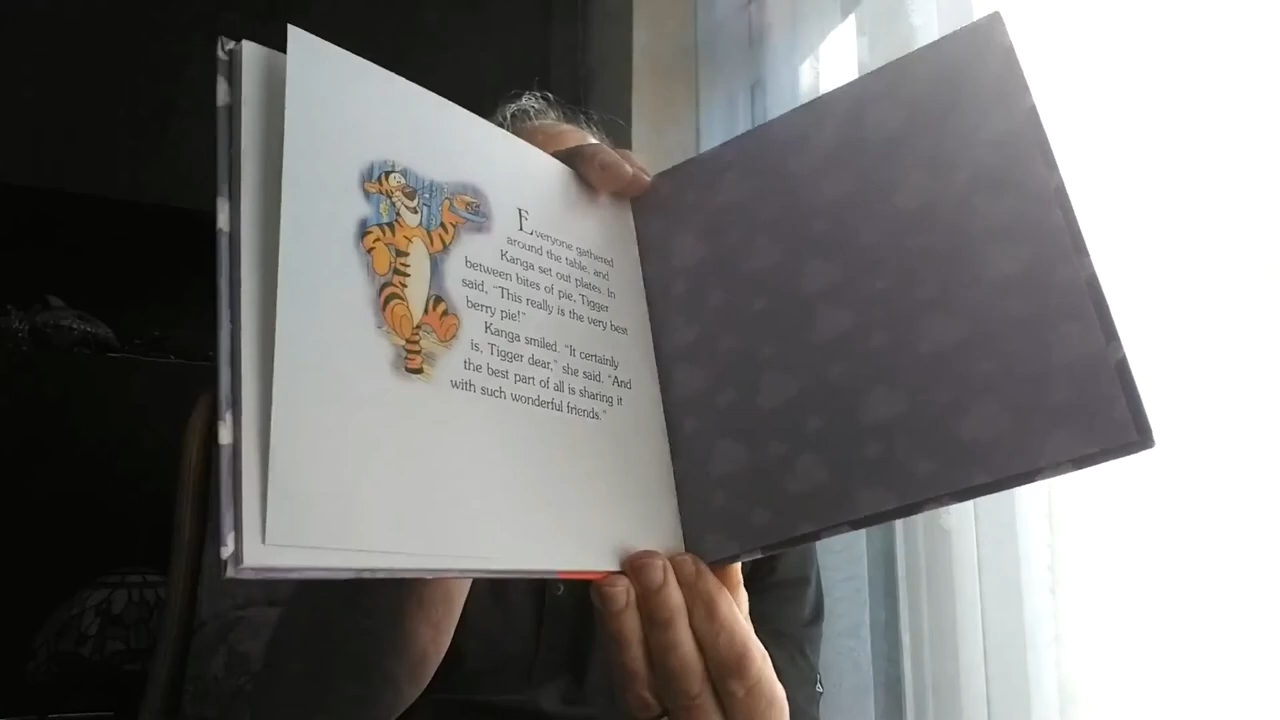 Everyone gathered
around the table, and
Kanga set out plates. In
between bites of pie, Tigger
said, "This really is the very best
berry pie!"
Kanga smiled. "It certainly
is, Tigger dear," she said. "And
the best part of all is sharing it
with such wonderful friends."